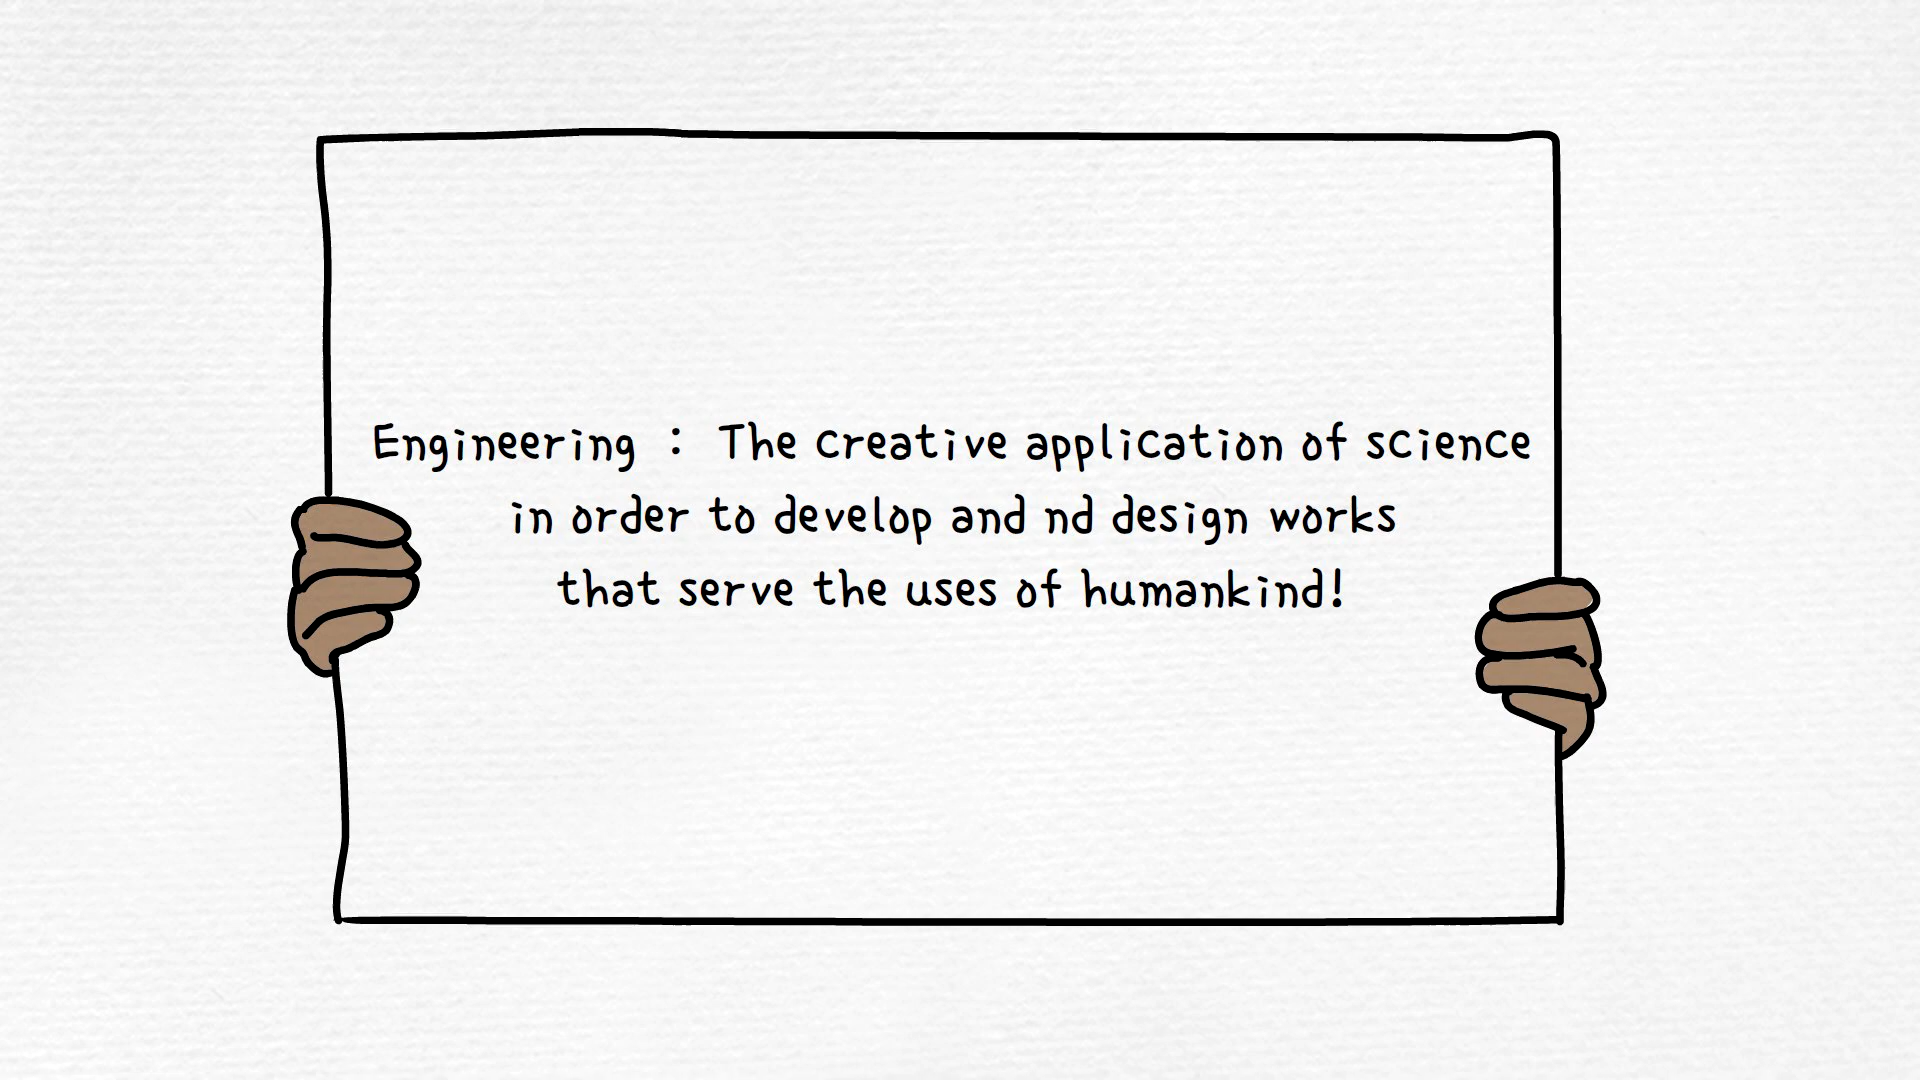 Engineering : The creative application of science
in order to develop and nd design works
that serve the uses of humankind!